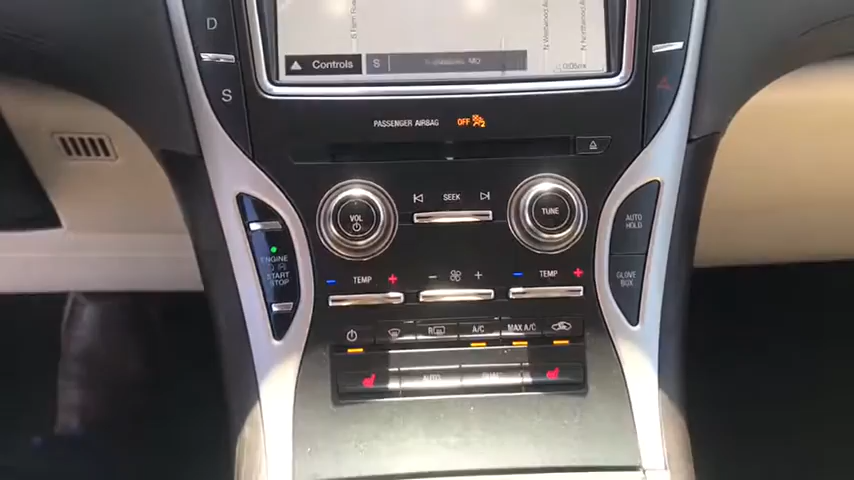 D
S
Controls
S
PASSENGER AIRBAG OFF
SEEK
VOL
TUNE
AUTO
HOLD
ENGINE
START
STOP
GLOVE
BOX
TEMP +
- +
- TEMP +
R
A/C
MAX A/C
AUTO